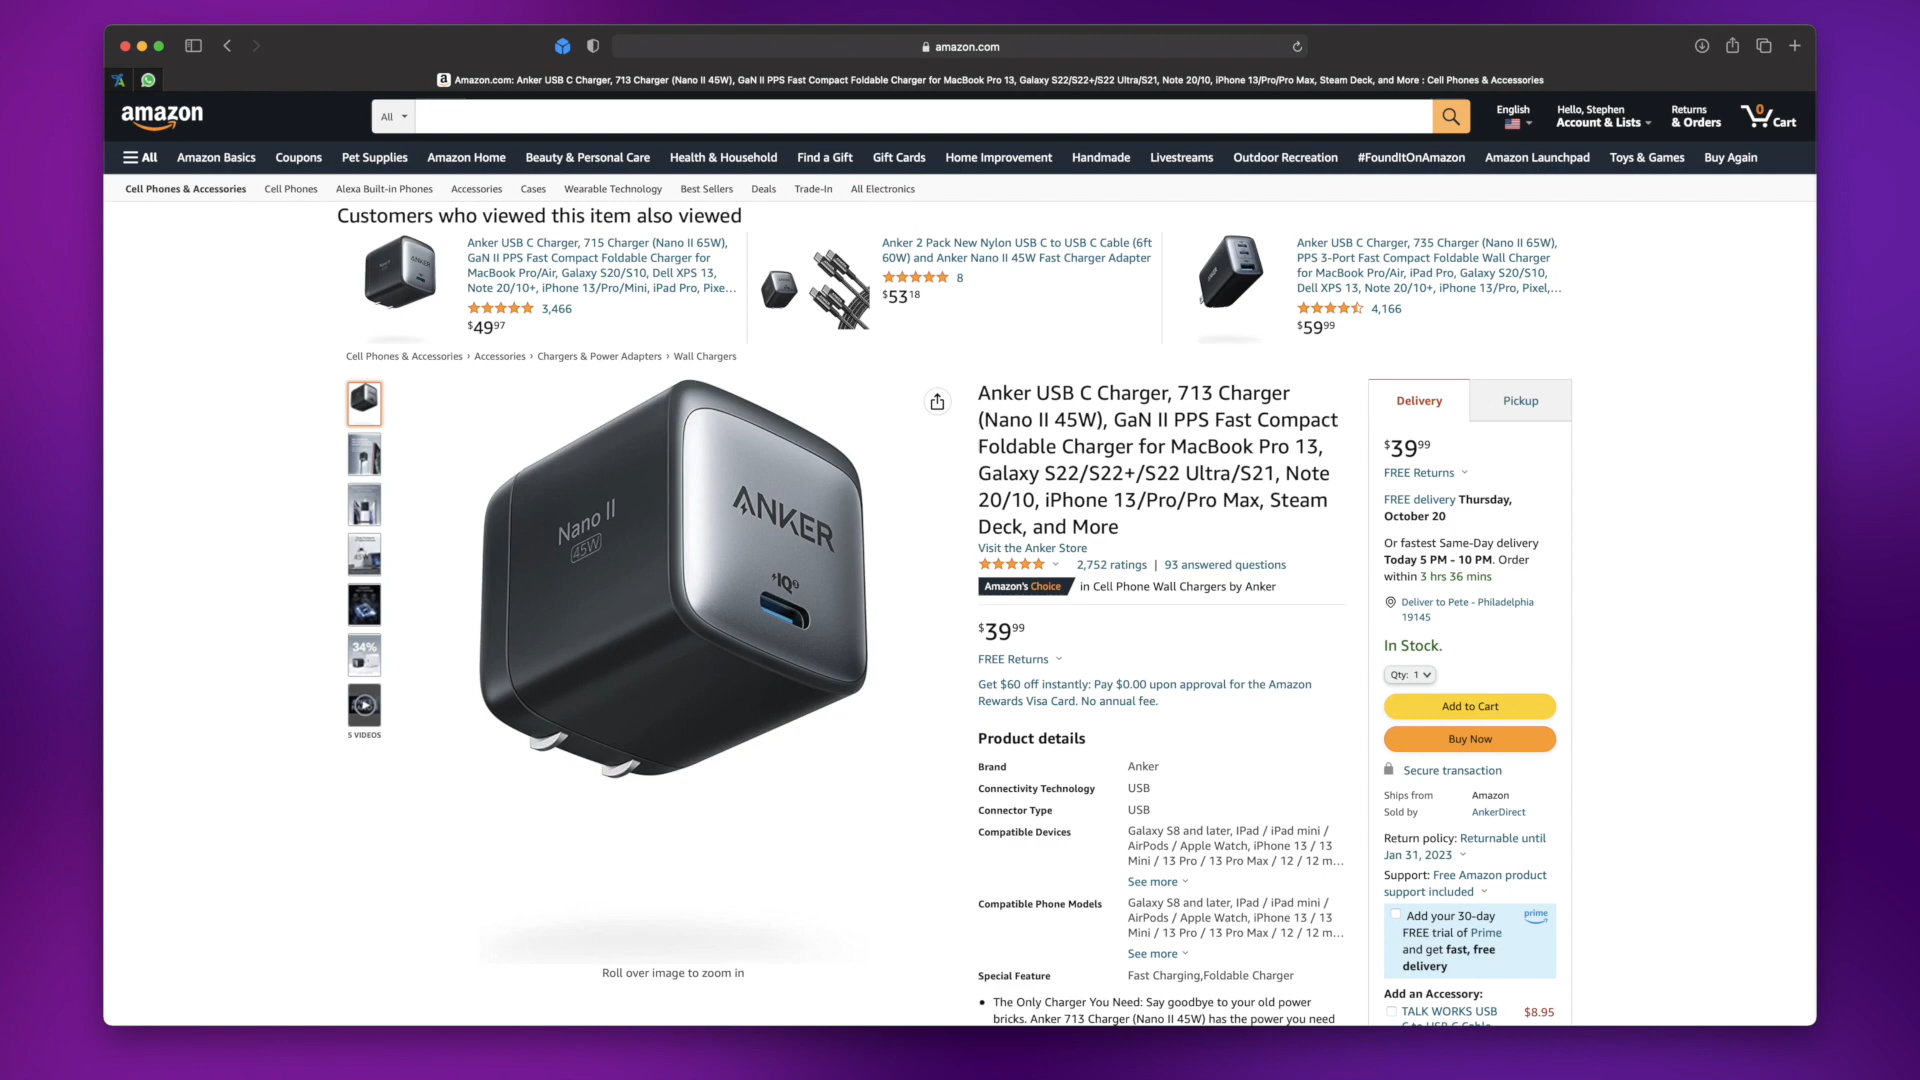 amazon.com
Amazon.com: Anker USB C Charger, 713 Charger (Nano II 45W), GaN II PPS Fast Compact Foldable Charger for MacBook Pro 13, Galaxy S22/S22+/S22 Ultra/S21, Note 20/10, iPhone 13/Pro/Pro Max, Steam Deck, and More : Cell Phones & Accessories
amazon
All
English
Hello, Stephen
Account & Lists
Returns
& Orders
0
Cart
All Amazon Basics Coupons Pet Supplies Amazon Home Beauty & Personal Care Health & Household Find a Gift Gift Cards Home Improvement Handmade Livestreams Outdoor Recreation #FoundItOnAmazon Amazon Launchpad Toys & Games Buy Again
Cell Phones & Accessories Cell Phones Alexa Built-in Phones Accessories Cases Wearable Technology Best Sellers Deals Trade-In All Electronics
Customers who viewed this item also viewed
Anker USB C Charger, 715 Charger (Nano II 65W),
GaN II PPS Fast Compact Foldable Charger for
MacBook Pro/Air, Galaxy S20/S10, Dell XPS 13,
Note 20/10+, iPhone 13/Pro/Mini, iPad Pro, Pixe...
3,466
$49 97
Anker 2 Pack New Nylon USB C to USB C Cable (6ft
60W) and Anker Nano II 45W Fast Charger Adapter
8
$53 18
Anker USB C Charger, 735 Charger (Nano II 65W),
PPS 3-Port Fast Compact Foldable Wall Charger
for MacBook Pro/Air, iPad Pro, Galaxy S20/S10,
Dell XPS 13, Note 20/10+, iPhone 13/Pro, Pixel,...
4,166
$59 99
Cell Phones & Accessories › Accessories › Chargers & Power Adapters › Wall Chargers
34%
5 VIDEOS
Nano II
45W
ANKER
IQ3
Roll over image to zoom in
Anker USB C Charger, 713 Charger
(Nano II 45W), GaN II PPS Fast Compact
Foldable Charger for MacBook Pro 13,
Galaxy S22/S22+/S22 Ultra/S21, Note
20/10, iPhone 13/Pro/Pro Max, Steam
Deck, and More
Visit the Anker Store
2,752 ratings | 93 answered questions
Amazon's Choice in Cell Phone Wall Chargers by Anker
$39 99
FREE Returns
Get $60 off instantly: Pay $0.00 upon approval for the Amazon
Rewards Visa Card. No annual fee.
Product details
Brand Anker
Connectivity Technology USB
Connector Type USB
Compatible Devices Galaxy S8 and later, IPad / iPad mini /
AirPods / Apple Watch, iPhone 13 / 13
Mini / 13 Pro / 13 Pro Max / 12 / 12 m...
See more
Compatible Phone Models Galaxy S8 and later, IPad / iPad mini /
AirPods / Apple Watch, iPhone 13 / 13
Mini / 13 Pro / 13 Pro Max / 12 / 12 m...
See more
Special Feature Fast Charging,Foldable Charger
• The Only Charger You Need: Say goodbye to your old power
bricks. Anker 713 Charger (Nano II 45W) has the power you need
Delivery Pickup
$39 99
FREE Returns
FREE delivery Thursday,
October 20
Or fastest Same-Day delivery
Today 5 PM - 10 PM. Order
within 3 hrs 36 mins
Deliver to Pete - Philadelphia
19145
In Stock.
Qty: 1
Add to Cart
Buy Now
Secure transaction
Ships from Amazon
Sold by AnkerDirect
Return policy: Returnable until
Jan 31, 2023
Support: Free Amazon product
support included
Add your 30-day
FREE trial of Prime
and get fast, free
delivery
prime
Add an Accessory:
TALK WORKS USB
C to USB C Cable
$8.95